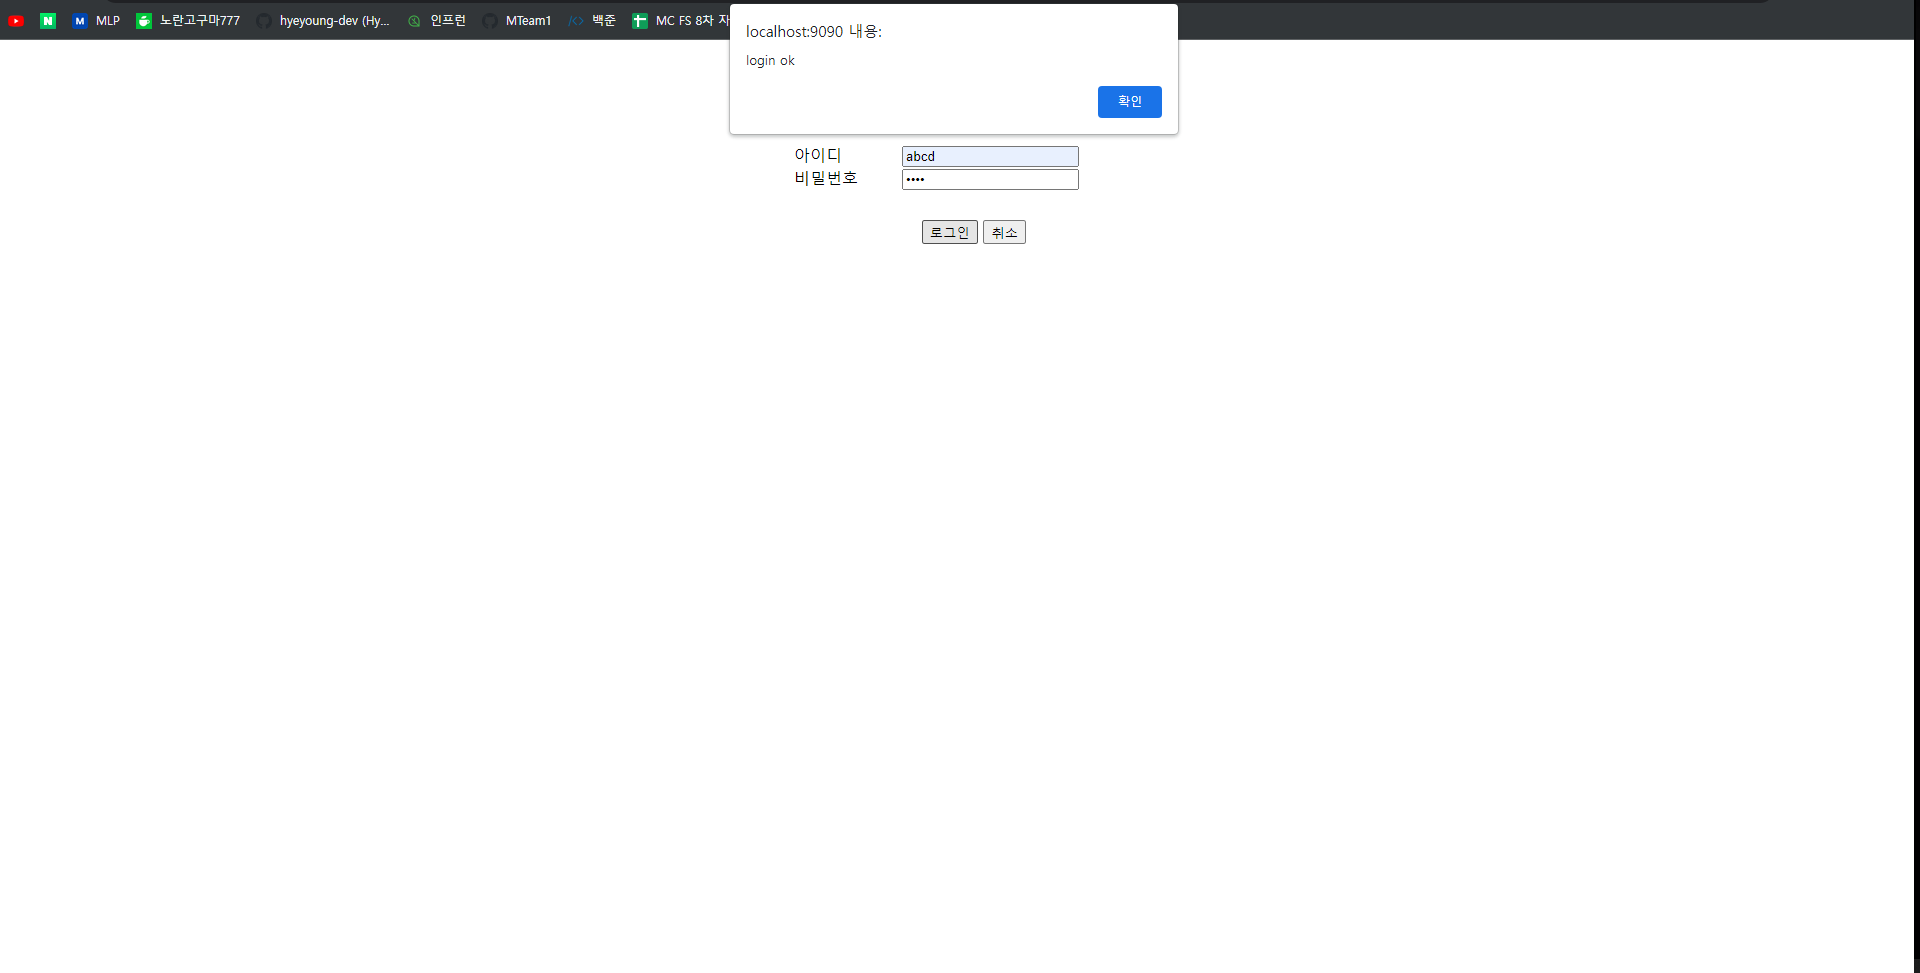 MLP 노란고구마777 hyeyoung-dev (Hy... 인프런 MTeam1 백준 MC FS 8차 자
localhost:9090 내용:
login ok
확인
아이디 abcd
비밀번호 ••••
로그인 취소